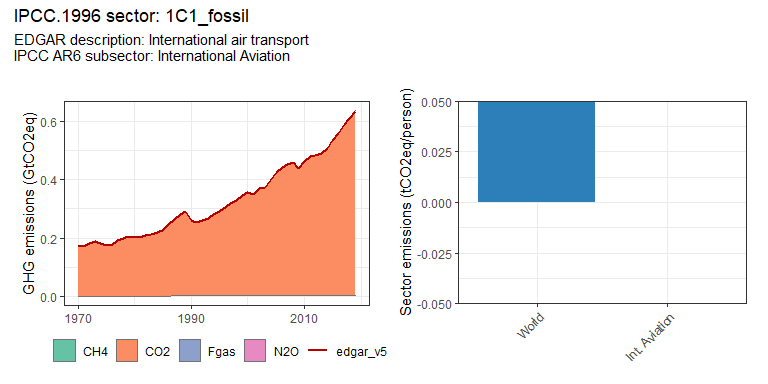 IPCC.1996 sector: 1C1_fossil
EDGAR description: International air transport
IPCC AR6 subsector: International Aviation
GHG emissions (GtCO2eq)
0.6
0.4
0.2
0.0
1970
1990
2010
CH4
CO2
Fgas
N2O
edgar_v5
Sector emissions (tCO2eq/person)
0.050
0.025
0.000
-0.025
-0.050
World
Int. Aviation